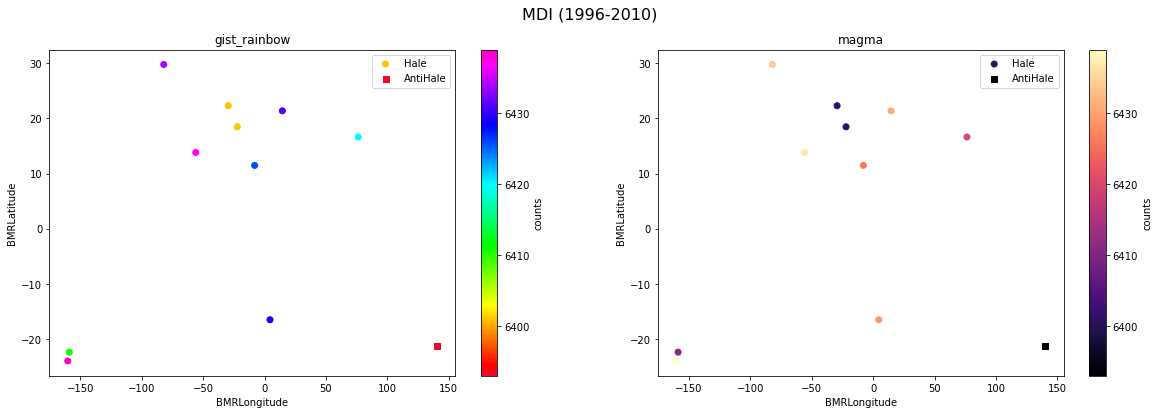 MDI (1996-2010)
gist_rainbow
Hale
AntiHale
30
20
10
0
−10
−20
−150
−100
−50
0
50
100
150
BMRLongitude
BMRLatitude
6430
6420
6410
6400
counts
magma
Hale
AntiHale
30
20
10
0
−10
−20
−150
−100
−50
0
50
100
150
BMRLongitude
BMRLatitude
6430
6420
6410
6400
counts